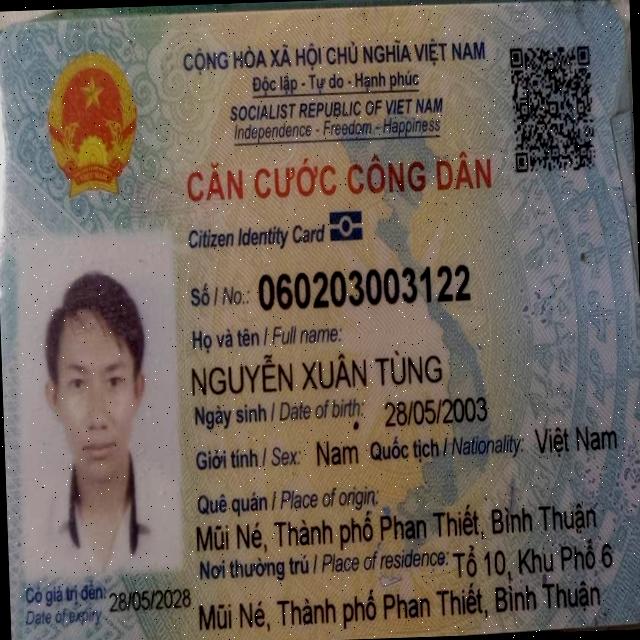 CỘNG HÒA XÃ HỘI CHỦ NGHĨA VIỆT NAM
Độc lập - Tự do - Hạnh phúc
SOCIALIST REPUBLIC OF VIET NAM
Independence - Freedom - Happiness
CĂN CƯỚC CÔNG DÂN
Citizen Identity Card
Số / No.: 060203003122
Họ và tên / Full name:
NGUYỄN XUÂN TÙNG
Ngày sinh / Date of birth: 28/05/2003
Giới tính / Sex: Nam Quốc tịch / Nationality: Việt Nam
Quê quán / Place of origin:
Mũi Né, Thành phố Phan Thiết, Bình Thuận
Nơi thường trú / Place of residence: Tổ 10, Khu Phố 6
Mũi Né, Thành phố Phan Thiết, Bình Thuận
Có giá trị đến: 28/05/2028
Date of expiry